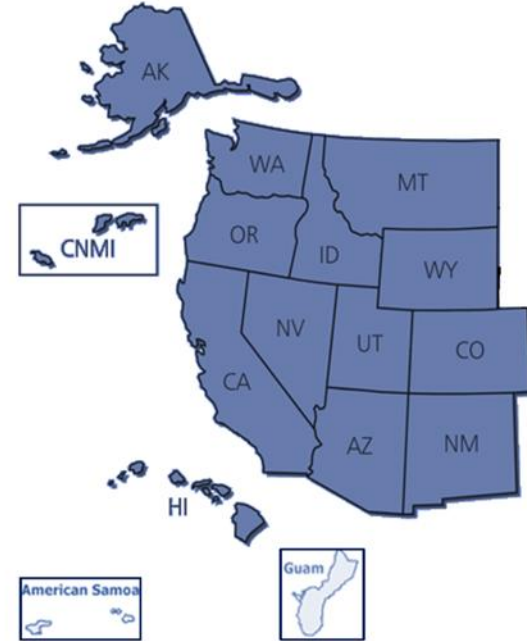 AK
WA
MT
OR
ID
WY
CNMI
NV
UT
CO
CA
AZ
NM
HI
American Samoa
Guam